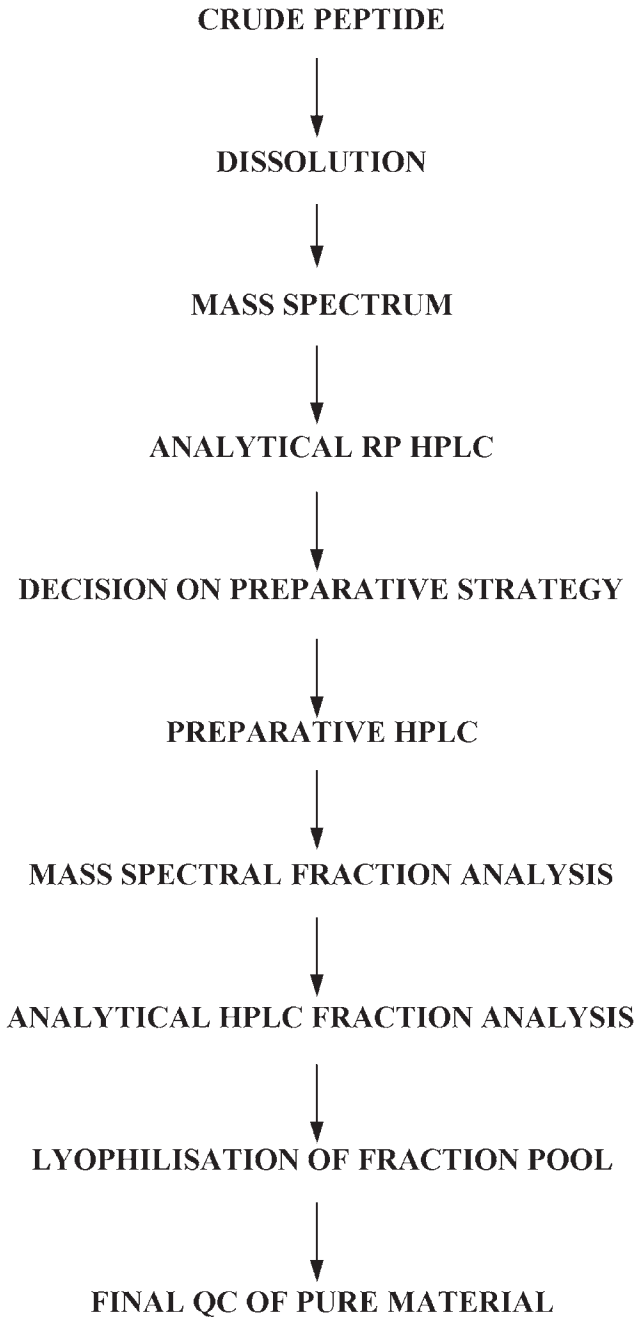 CRUDE PEPTIDE
DISSOLUTION
MASS SPECTRUM
ANALYTICAL RP HPLC
DECISION ON PREPARATIVE STRATEGY
PREPARATIVE HPLC
MASS SPECTRAL FRACTION ANALYSIS
ANALYTICAL HPLC FRACTION ANALYSIS
LYOPHILISATION OF FRACTION POOL
FINAL QC OF PURE MATERIAL